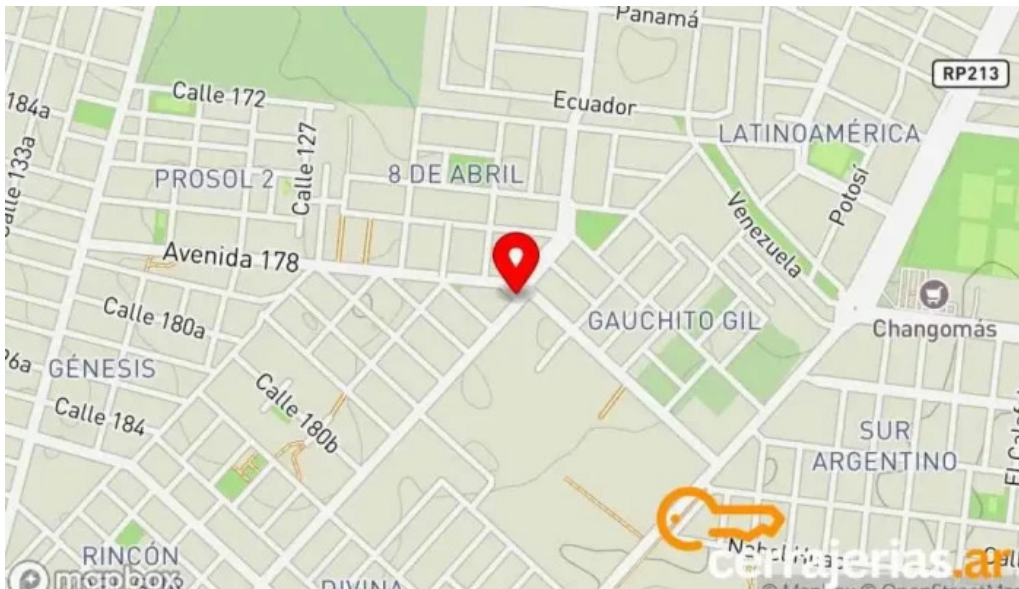 Panamá
RP213
Calle 172
184a
Ecuador
LATINOAMÉRICA
Calle 133a
Calle 127
PROSOL 2
8 DE ABRIL
Potosí
Venezuela
Avenida 178
Calle 180a
GAUCHITO GIL
Changomás
GÉNESIS
Calle 184
Calle 180b
SUR
ARGENTINO
RINCÓN
DIVINA
mapbox
cerrajerias.ar